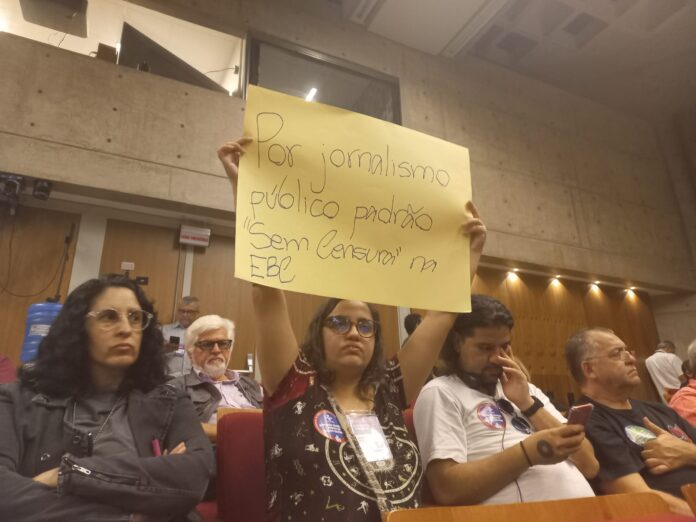 Por jornalismo
público padrão
"Sem Censura" na
EBC